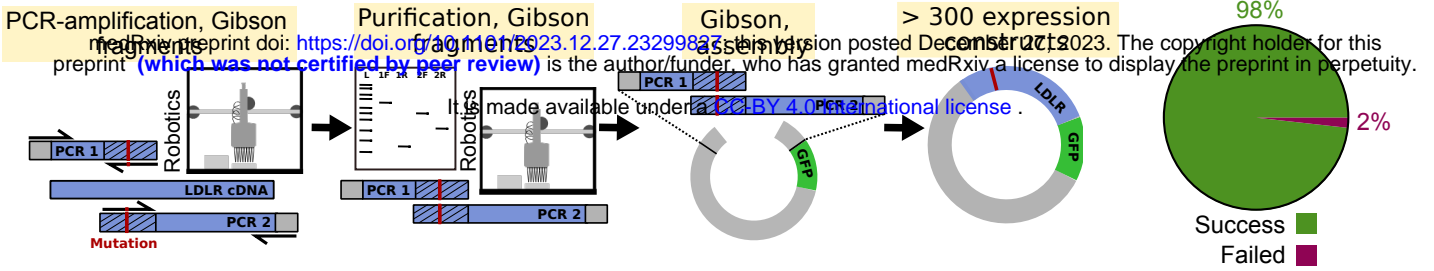 PCR-amplification, Gibson
fragments
Purification, Gibson
fragments
Gibson,
assembly
> 300 expression
constructs
98%
medRxiv preprint doi: https://doi.org/10.1101/2023.12.27.23299827; this version posted December 27, 2023. The copyright holder for this
preprint (which was not certified by peer review) is the author/funder, who has granted medRxiv a license to display the preprint in perpetuity.
It is made available under a CC-BY 4.0 International license .
Robotics
PCR 1
LDLR cDNA
PCR 2
Mutation
L 1F 1R 2F 2R
Robotics
PCR 1
PCR 2
PCR 1
PCR 2
GFP
LDLR
GFP
2%
Success
Failed